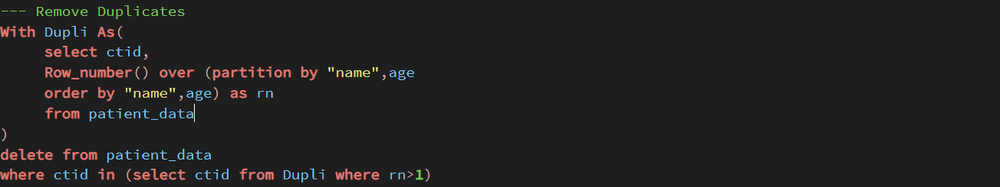 --- Remove Duplicates
With Dupli As(
     select ctid,
     Row_number() over (partition by "name",age
     order by "name",age) as rn
     from patient_data
)
delete from patient_data
where ctid in (select ctid from Dupli where rn>1)